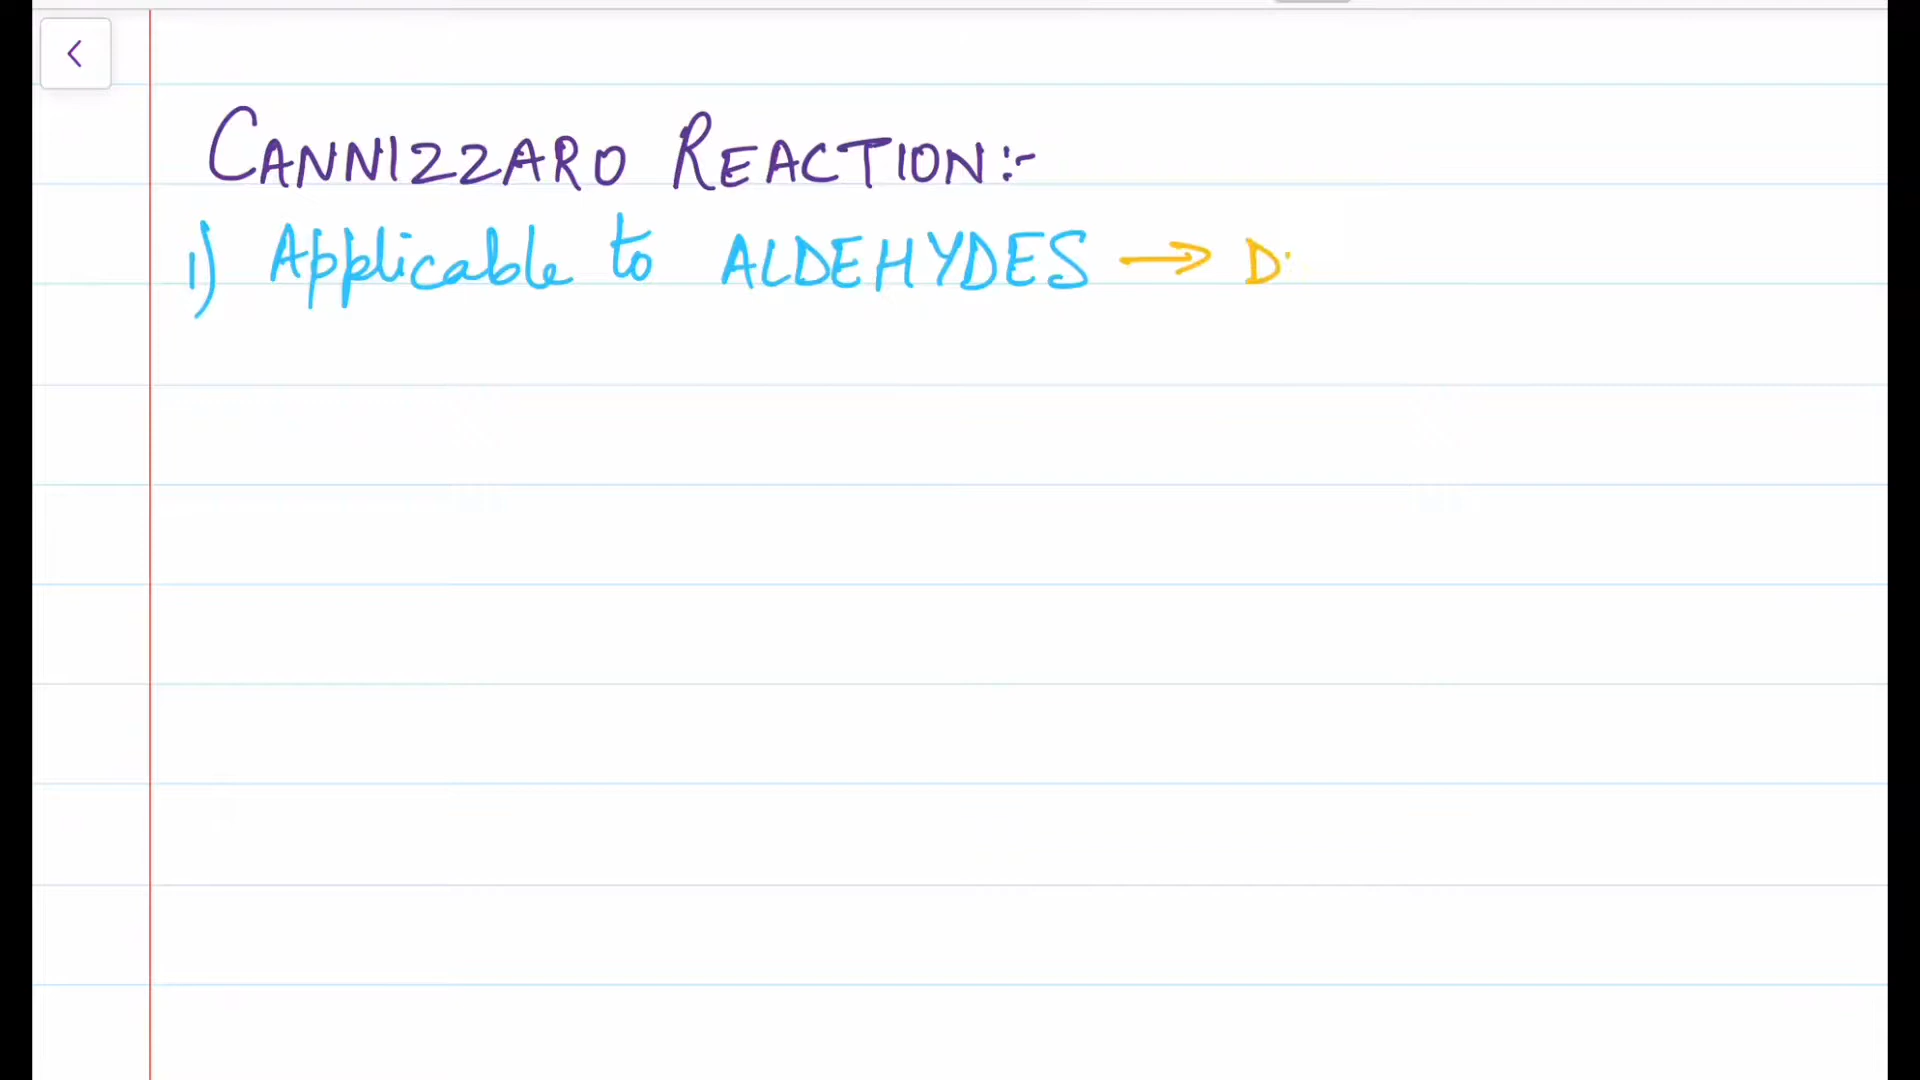 CANNIZZARO REACTION:-
1) Applicable to ALDEHYDES → D